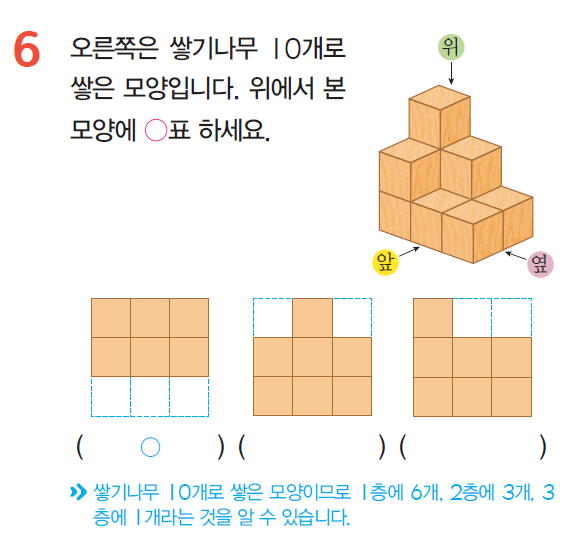 6 오른쪽은 쌓기나무 10개로
쌓은 모양입니다. 위에서 본
모양에 ○표 하세요.
위
앞
옆
( ○ ) ( ) ( )
» 쌓기나무 10개로 쌓은 모양이므로 1층에 6개, 2층에 3개, 3
층에 1개라는 것을 알 수 있습니다.